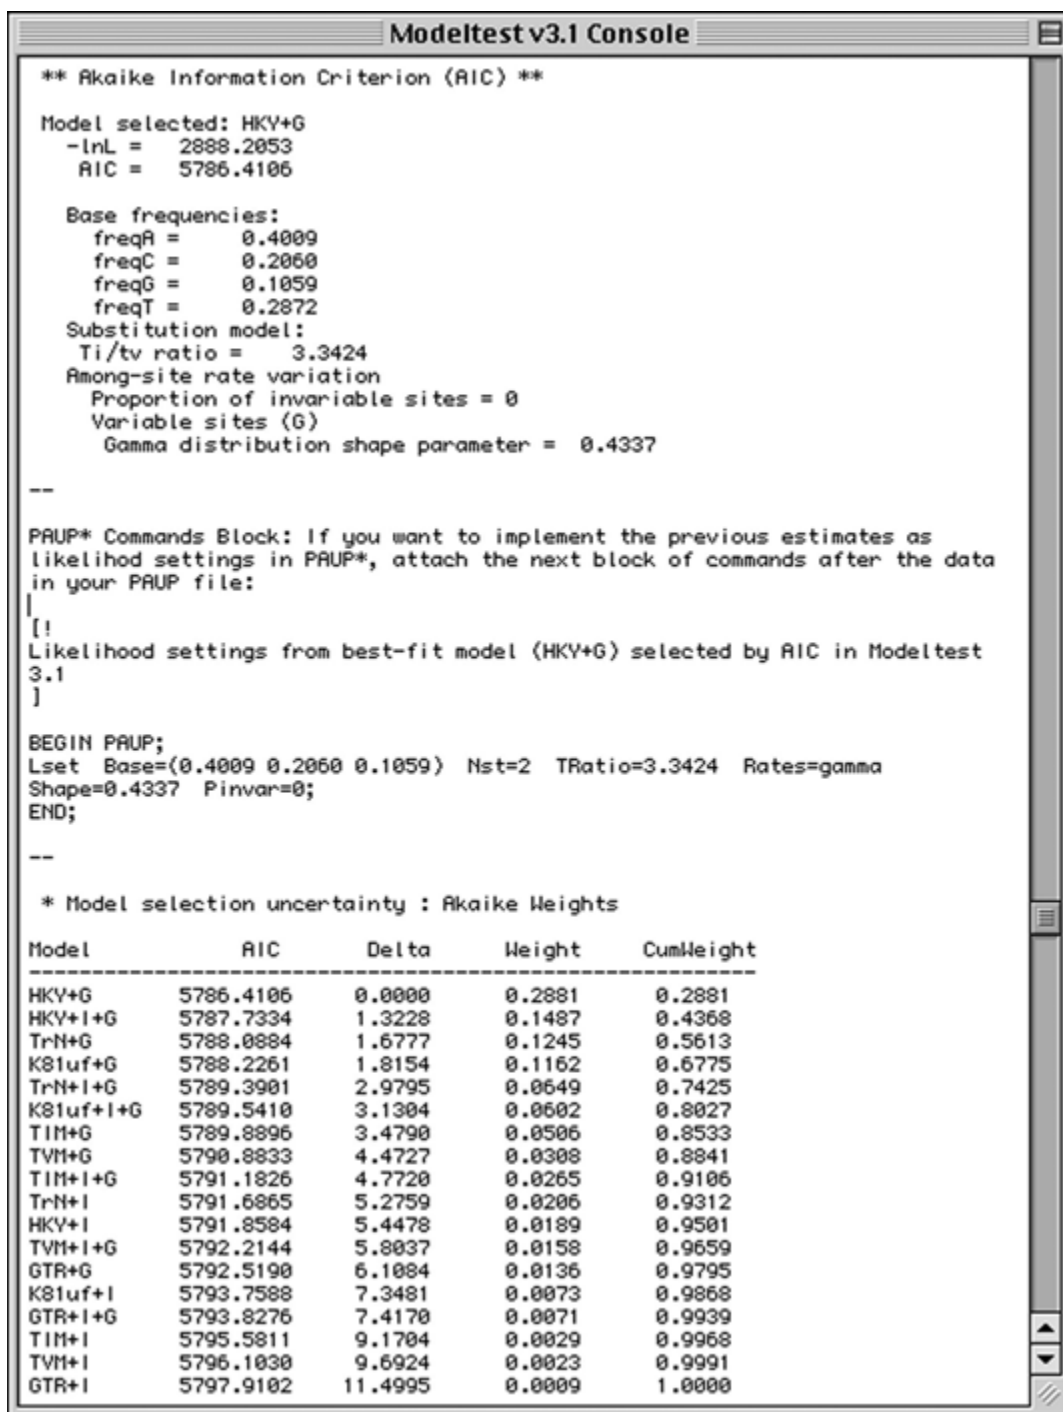 Modeltest v3.1 Console
** Akaike Information Criterion (AIC) **
Model selected: HKY+G
-lnL = 2888.2053
AIC = 5786.4106
Base frequencies:
freqA = 0.4009
freqC = 0.2060
freqG = 0.1059
freqT = 0.2872
Substitution model:
Ti/tv ratio = 3.3424
Among-site rate variation
Proportion of invariable sites = 0
Variable sites (G)
Gamma distribution shape parameter = 0.4337
--
PAUP* Commands Block: If you want to implement the previous estimates as
likelihod settings in PAUP*, attach the next block of commands after the data
in your PAUP file:
[!
Likelihood settings from best-fit model (HKY+G) selected by AIC in Modeltest
3.1
]
BEGIN PAUP;
Lset Base=(0.4009 0.2060 0.1059) Nst=2 TRatio=3.3424 Rates=gamma
Shape=0.4337 Pinvar=0;
END;
--
* Model selection uncertainty : Akaike Weights
Model AIC Delta Weight CumWeight
---------------------------------------------------------
HKY+G 5786.4106 0.0000 0.2881 0.2881
HKY+I+G 5787.7334 1.3228 0.1487 0.4368
TrN+G 5788.0884 1.6777 0.1245 0.5613
K81uf+G 5788.2261 1.8154 0.1162 0.6775
TrN+I+G 5789.3901 2.9795 0.0649 0.7425
K81uf+I+G 5789.5410 3.1304 0.0602 0.8027
TIM+G 5789.8896 3.4790 0.0506 0.8533
TVM+G 5790.8833 4.4727 0.0308 0.8841
TIM+I+G 5791.1826 4.7720 0.0265 0.9106
TrN+I 5791.6865 5.2759 0.0206 0.9312
HKY+I 5791.8584 5.4478 0.0189 0.9501
TVM+I+G 5792.2144 5.8037 0.0158 0.9659
GTR+G 5792.5190 6.1084 0.0136 0.9795
K81uf+I 5793.7588 7.3481 0.0073 0.9868
GTR+I+G 5793.8276 7.4170 0.0071 0.9939
TIM+I 5795.5811 9.1704 0.0029 0.9968
TVM+I 5796.1030 9.6924 0.0023 0.9991
GTR+I 5797.9102 11.4995 0.0009 1.0000